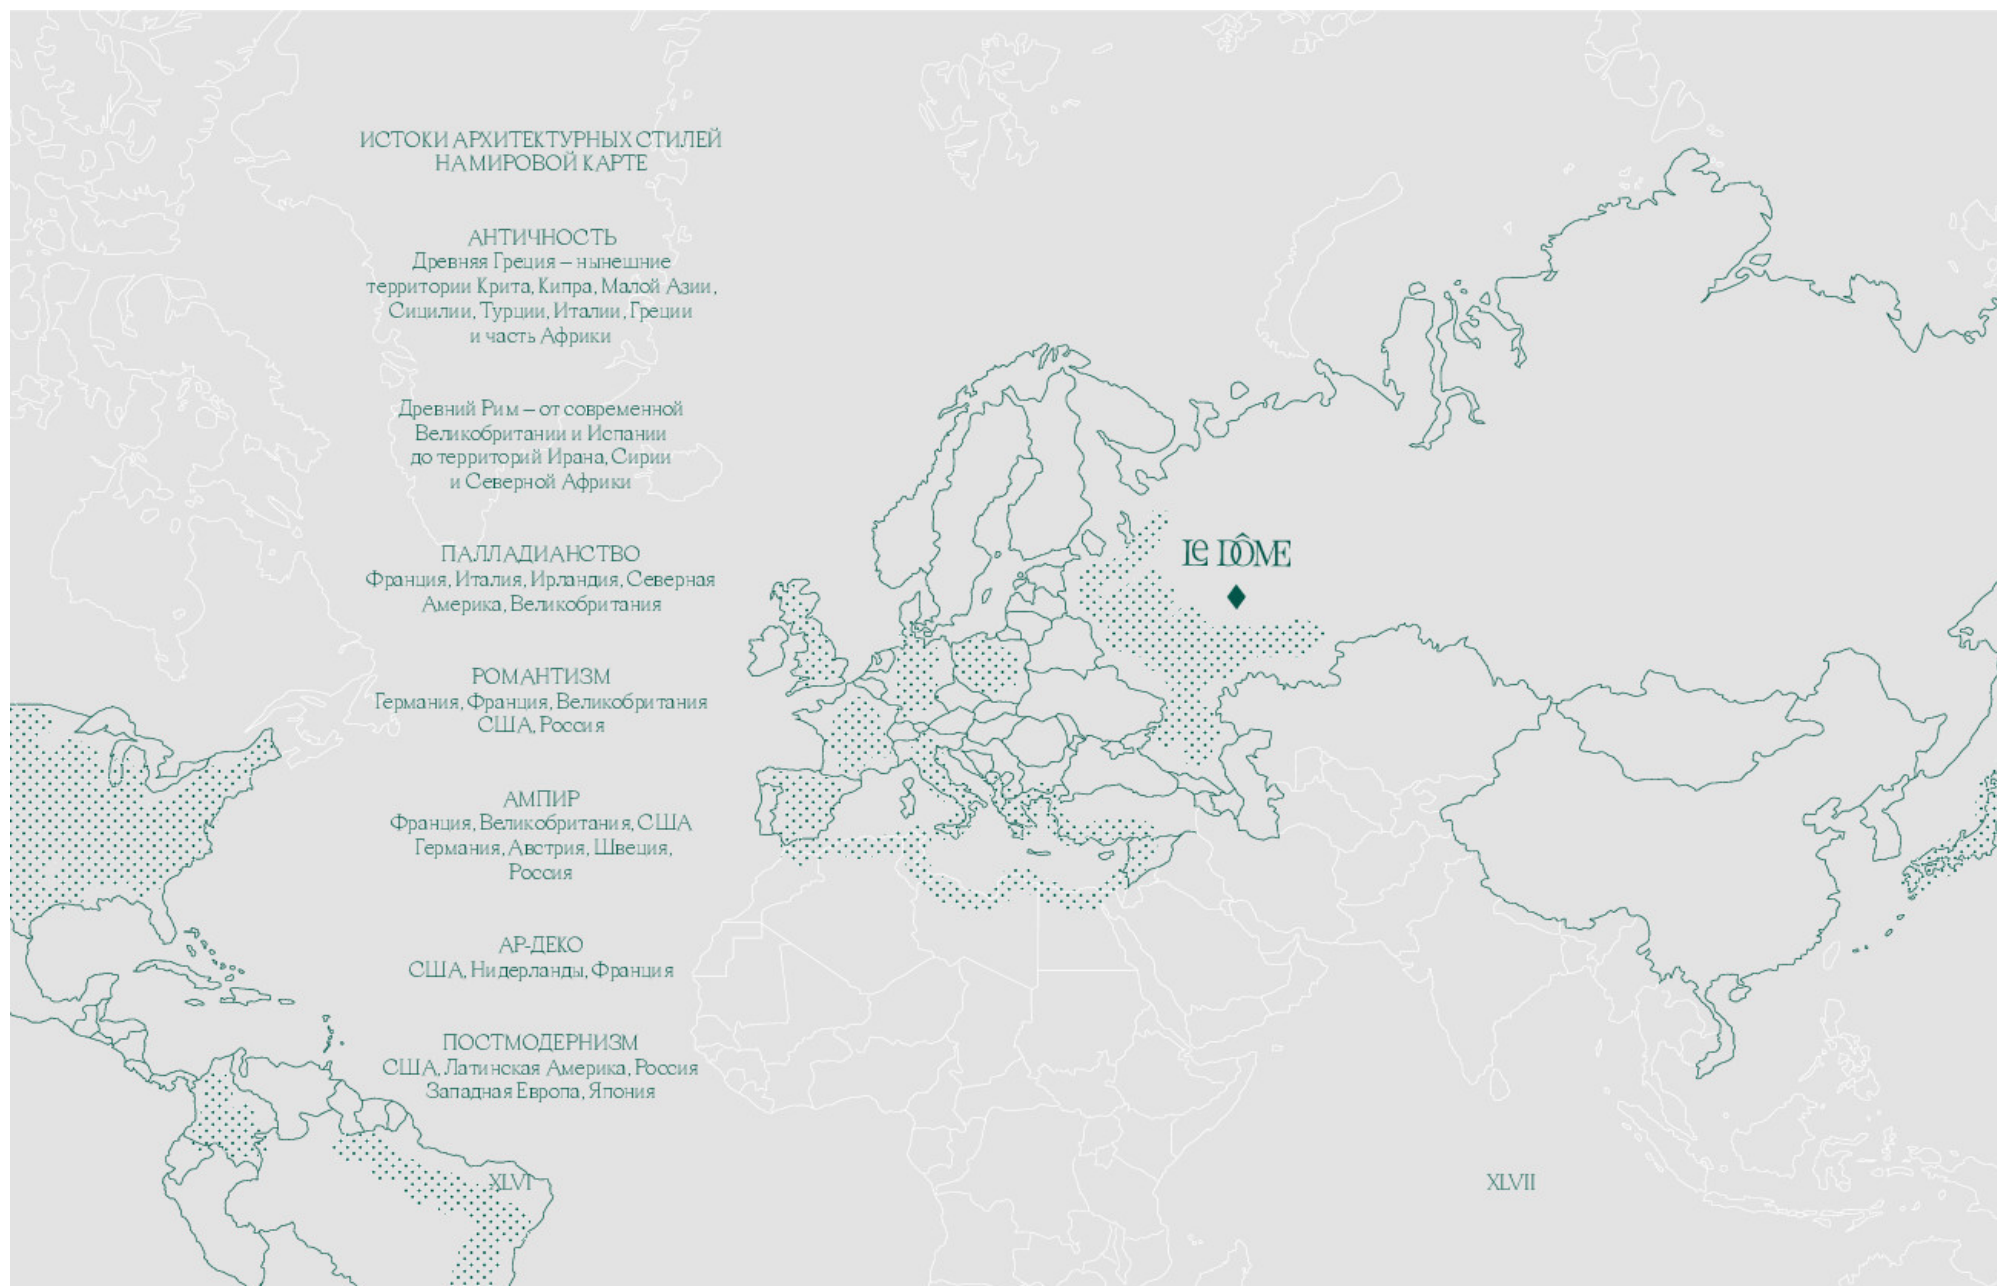 ИСТОКИ АРХИТЕКТУРНЫХ СТИЛЕЙ
НА МИРОВОЙ КАРТЕ
АНТИЧНОСТЬ
Древняя Греция – нынешние
территории Крита, Кипра, Малой Азии,
Сицилии, Турции, Италии, Греции
и часть Африки
Древний Рим – от современной
Великобритании и Испании
до территорий Ирана, Сирии
и Северной Африки
ПАЛЛАДИАНСТВО
Франция, Италия, Ирландия, Северная
Америка, Великобритания
РОМАНТИЗМ
Германия, Франция, Великобритания
США, Россия
АМПИР
Франция, Великобритания, США
Германия, Австрия, Швеция,
Россия
АР-ДЕКО
США, Нидерланды, Франция
ПОСТМОДЕРНИЗМ
США, Латинская Америка, Россия
Западная Европа, Япония
XLVI
Le DÔME
XLVII